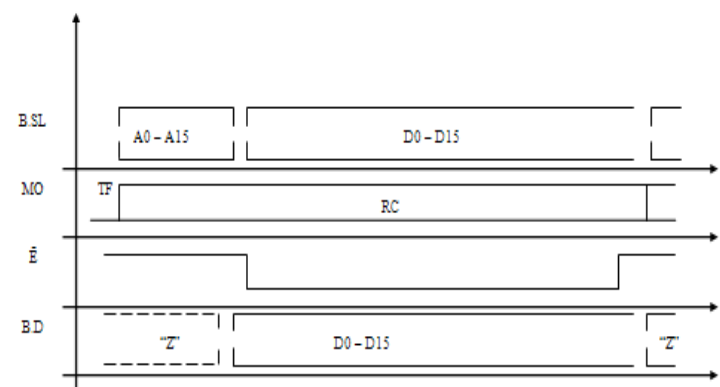 B.SL A0 – A15 D0 – D15
MO TF RC
Ē
B.D “Z” D0 – D15 “Z”